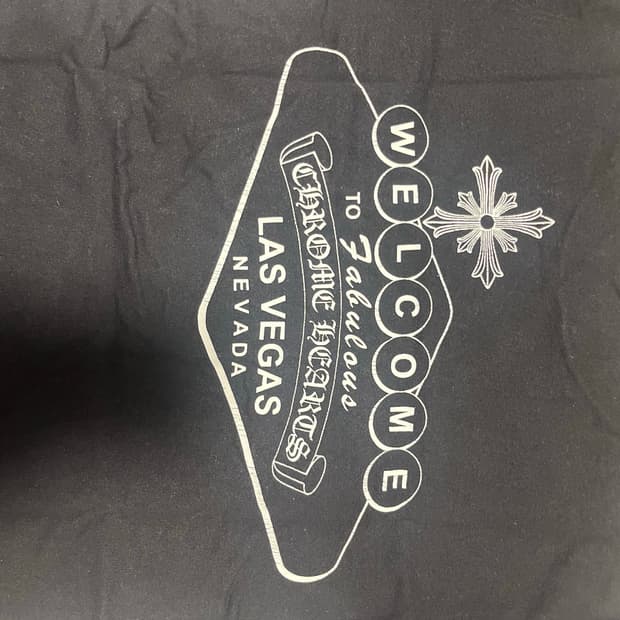 WELCOME
TO Fabulous
CHROME HEARTS
LAS VEGAS
NEVADA